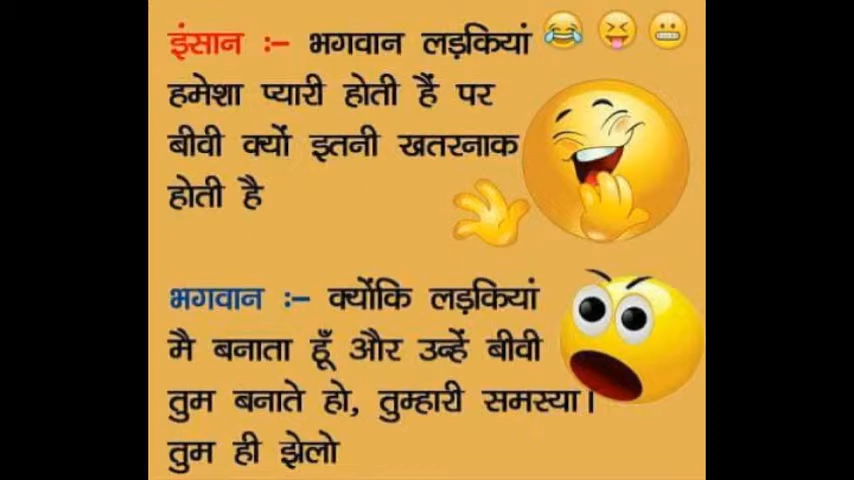 इंसान :- भगवान लड़कियां
हमेशा प्यारी होती हैं पर
बीवी क्यों इतनी खतरनाक
होती है
भगवान :- क्योंकि लड़कियां
मै बनाता हूँ और उन्हें बीवी
तुम बनाते हो, तुम्हारी समस्या।
तुम ही झेलो